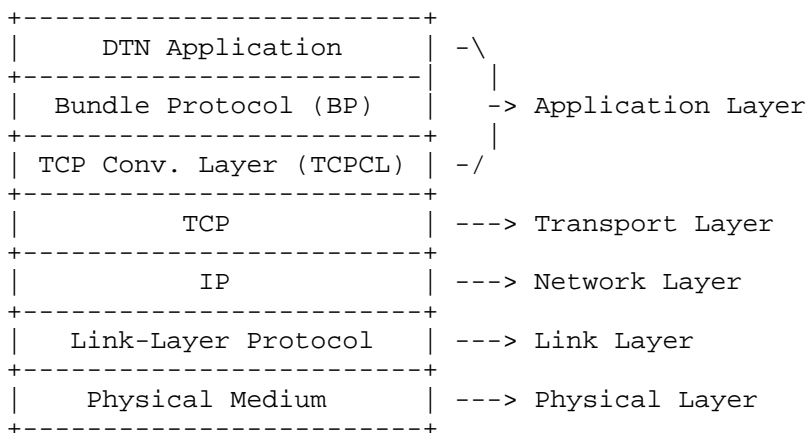 +-------------------------+
|     DTN Application     | -\
+-------------------------|   |
|   Bundle Protocol (BP)  |   -> Application Layer
+-------------------------+   |
| TCP Conv. Layer (TCPCL) | -/
+-------------------------+
|          TCP            | ---> Transport Layer
+-------------------------+
|           IP            | ---> Network Layer
+-------------------------+
|   Link-Layer Protocol   | ---> Link Layer
+-------------------------+
|    Physical Medium      | ---> Physical Layer
+-------------------------+